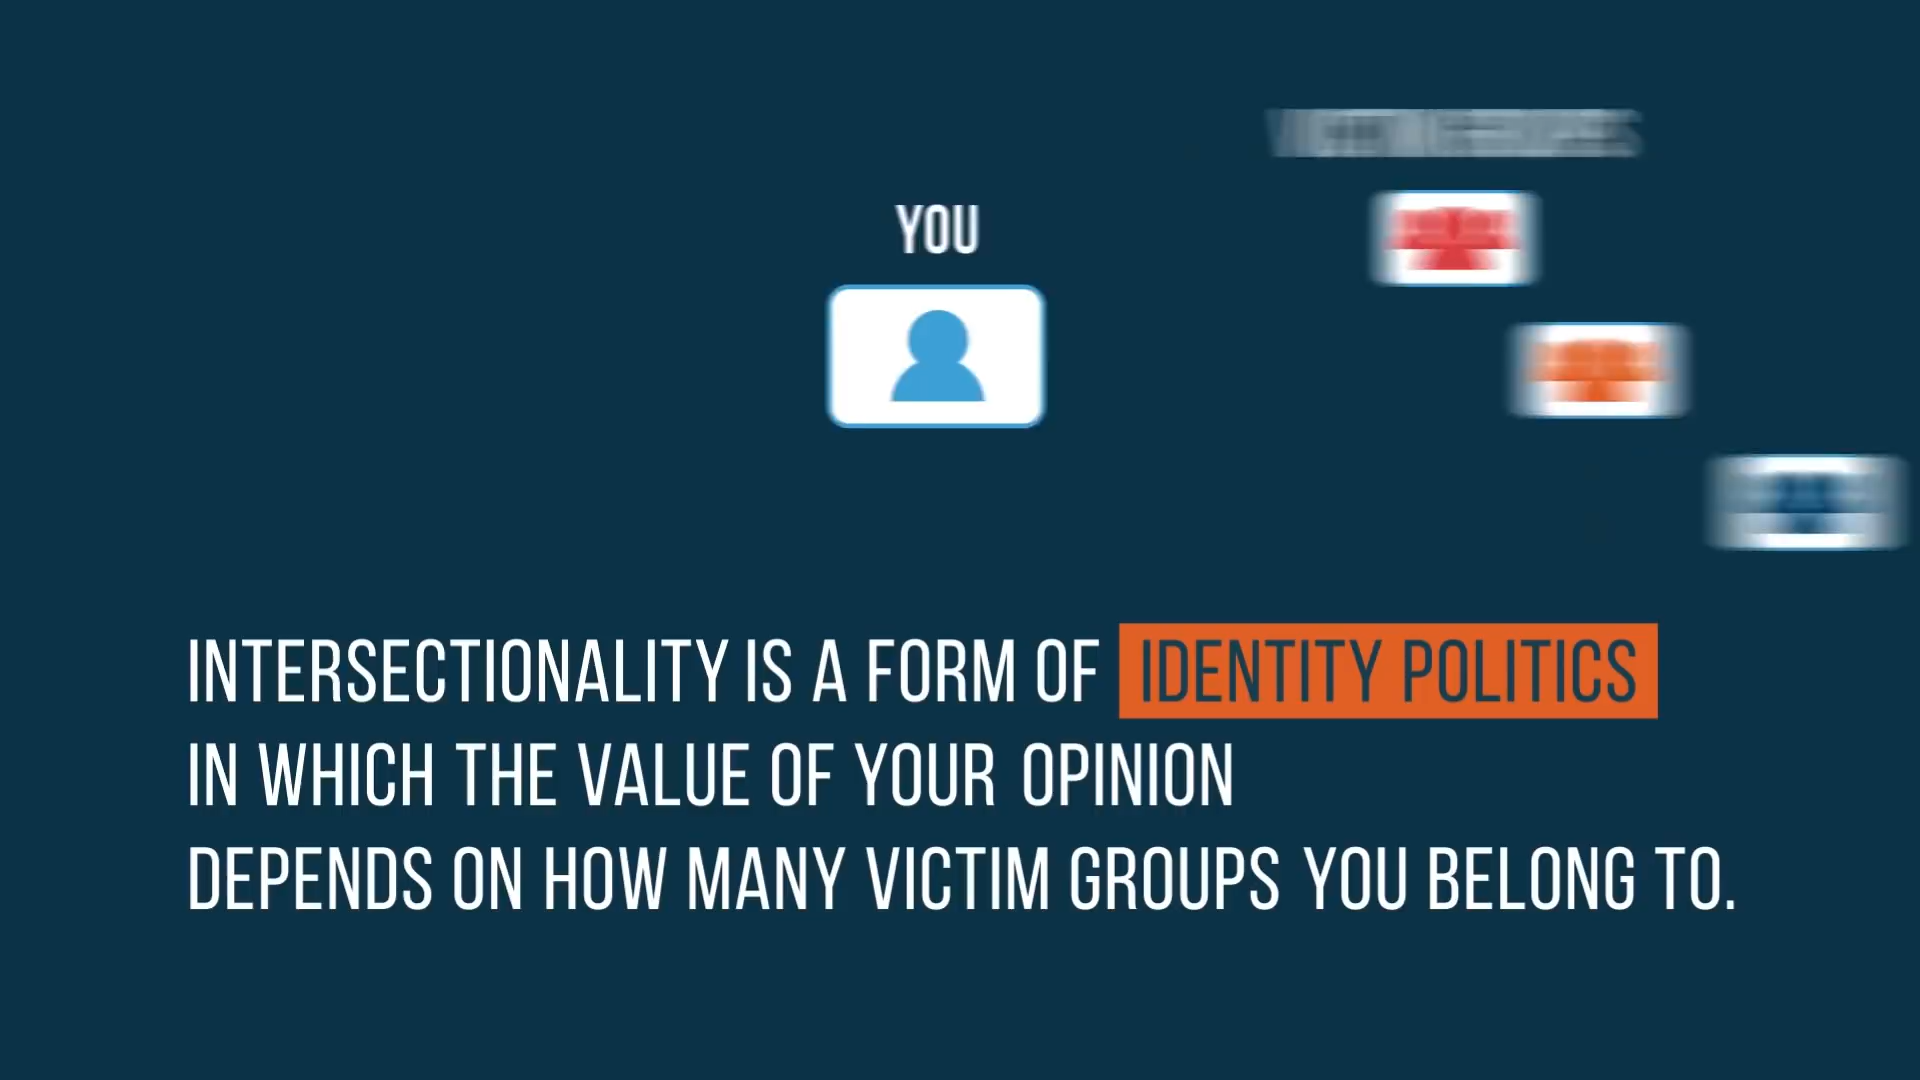 YOU
INTERSECTIONALITY IS A FORM OF IDENTITY POLITICS
IN WHICH THE VALUE OF YOUR OPINION
DEPENDS ON HOW MANY VICTIM GROUPS YOU BELONG TO.